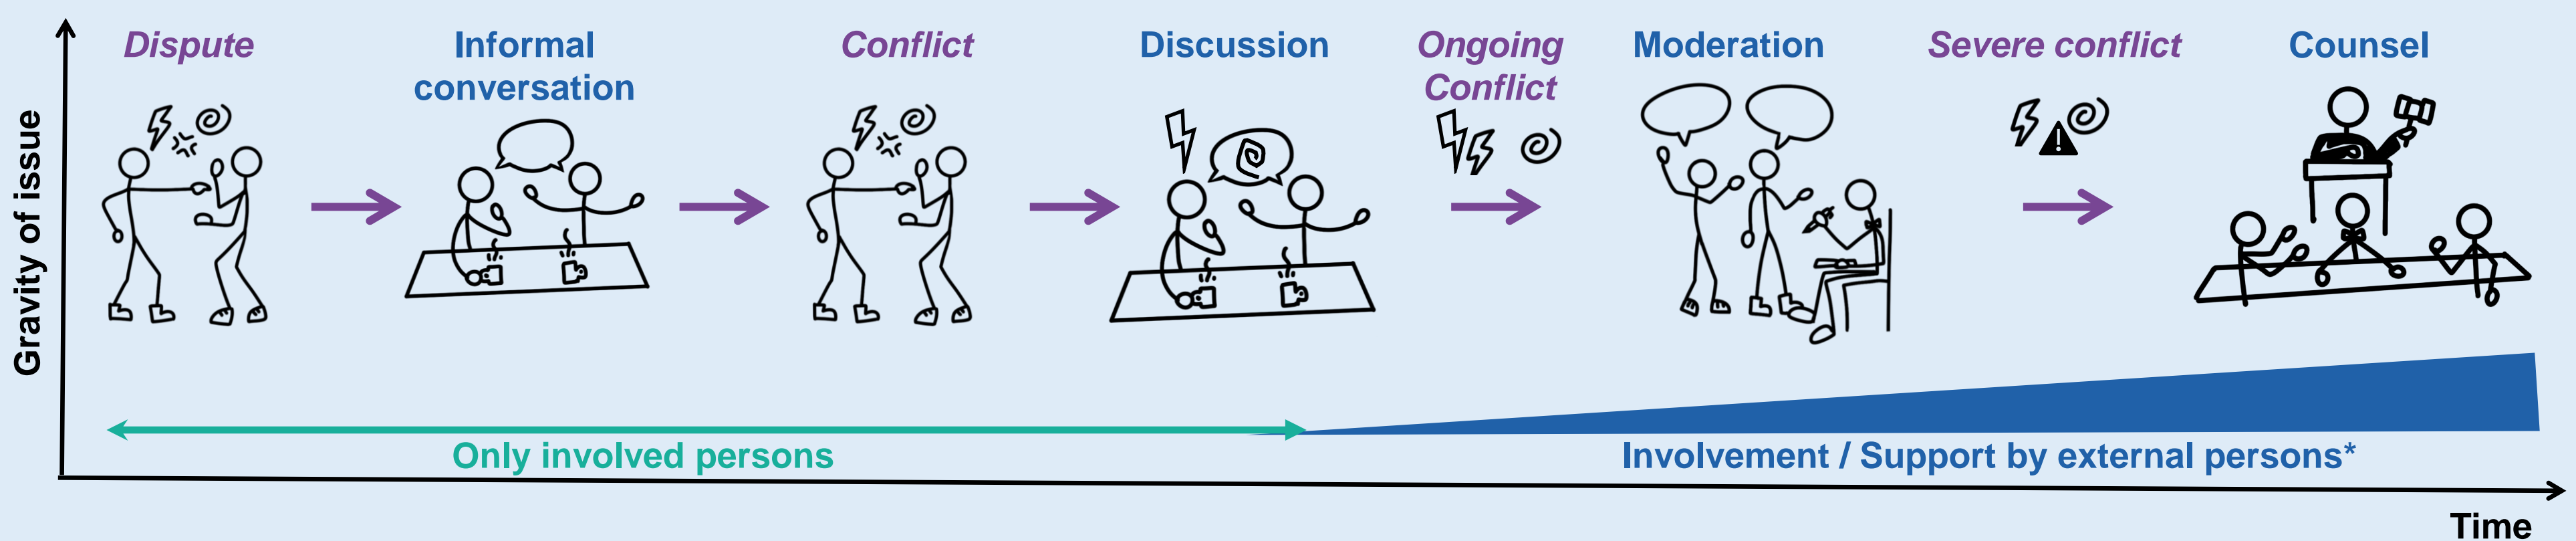 Gravity of issue
Dispute
Informal
conversation
Conflict
Discussion
Ongoing
Conflict
Moderation
Severe conflict
Counsel
Only involved persons
Involvement / Support by external persons*
Time